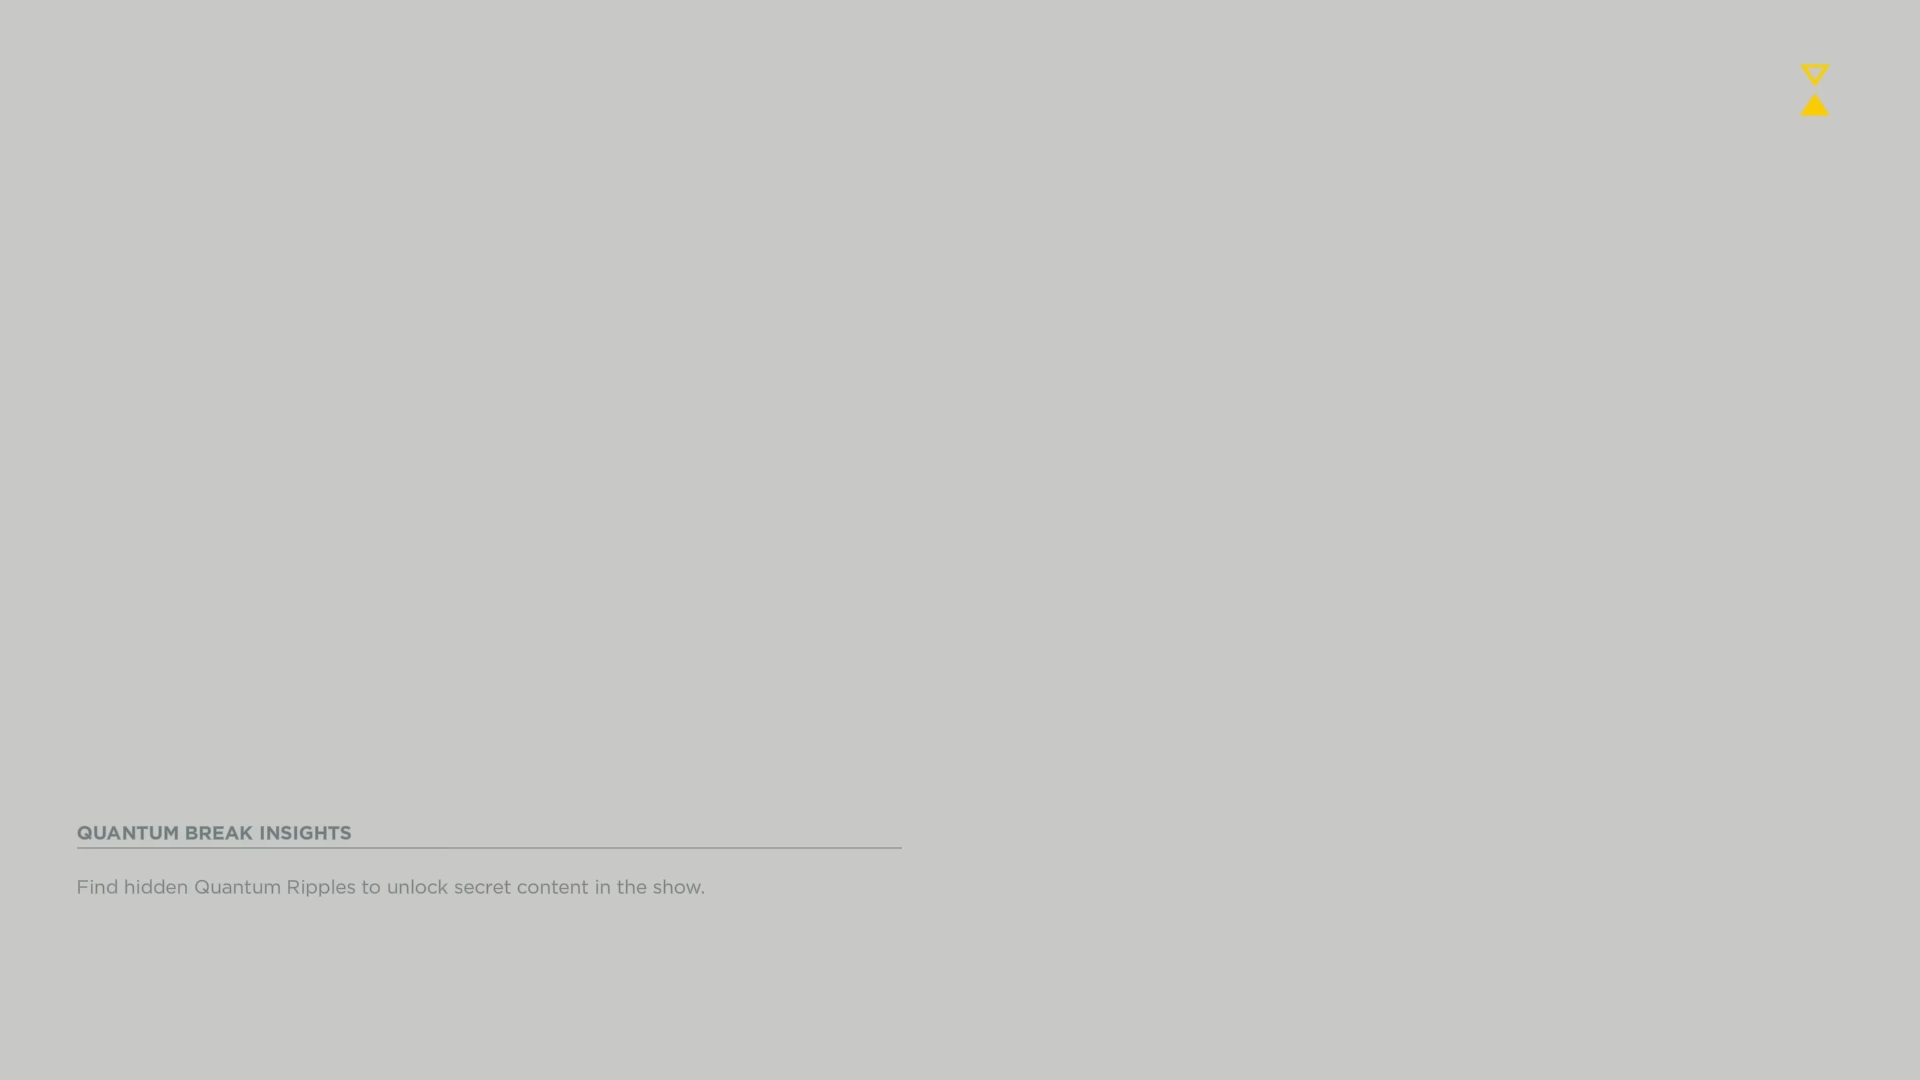 QUANTUM BREAK INSIGHTS
Find hidden Quantum Ripples to unlock secret content in the show.